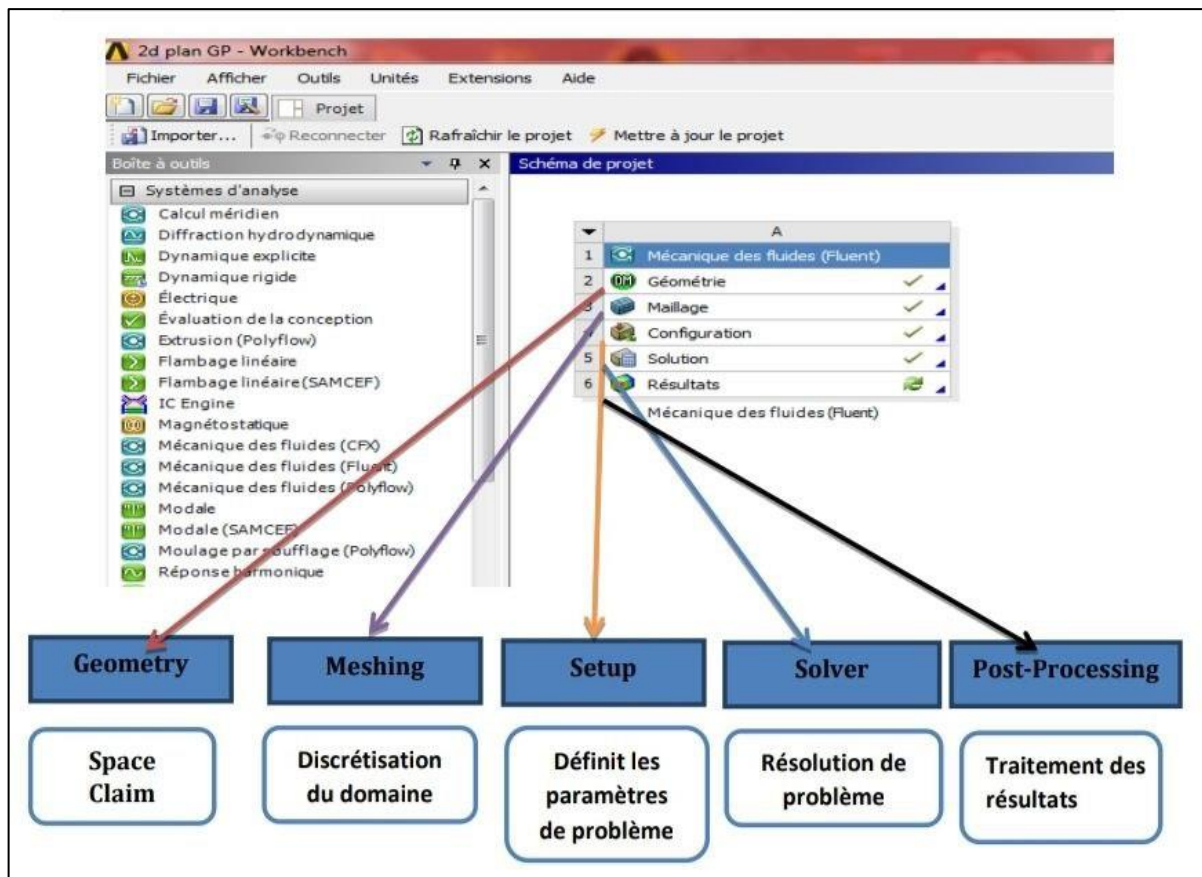 2d plan GP - Workbench
Fichier Afficher Outils Unités Extensions Aide
Projet
Importer... Reconnecter Rafraîchir le projet Mettre à jour le projet
Boîte à outils
Schéma de projet
Systèmes d'analyse
Calcul méridien
Diffraction hydrodynamique
Dynamique explicite
Dynamique rigide
Électrique
Évaluation de la conception
Extrusion (Polyflow)
Flambage linéaire
Flambage linéaire (SAMCEF)
IC Engine
Magnétostatique
Mécanique des fluides (CFX)
Mécanique des fluides (Fluent)
Mécanique des fluides (Polyflow)
Modale
Modale (SAMCEF)
Moulage par soufflage (Polyflow)
Réponse harmonique
A
1 Mécanique des fluides (Fluent)
2 Géométrie
3 Maillage
Configuration
5 Solution
6 Résultats
Mécanique des fluides (Fluent)
Geometry
Meshing
Setup
Solver
Post-Processing
Space
Claim
Discrétisation
du domaine
Définit les
paramètres
de problème
Résolution de
problème
Traitement des
résultats